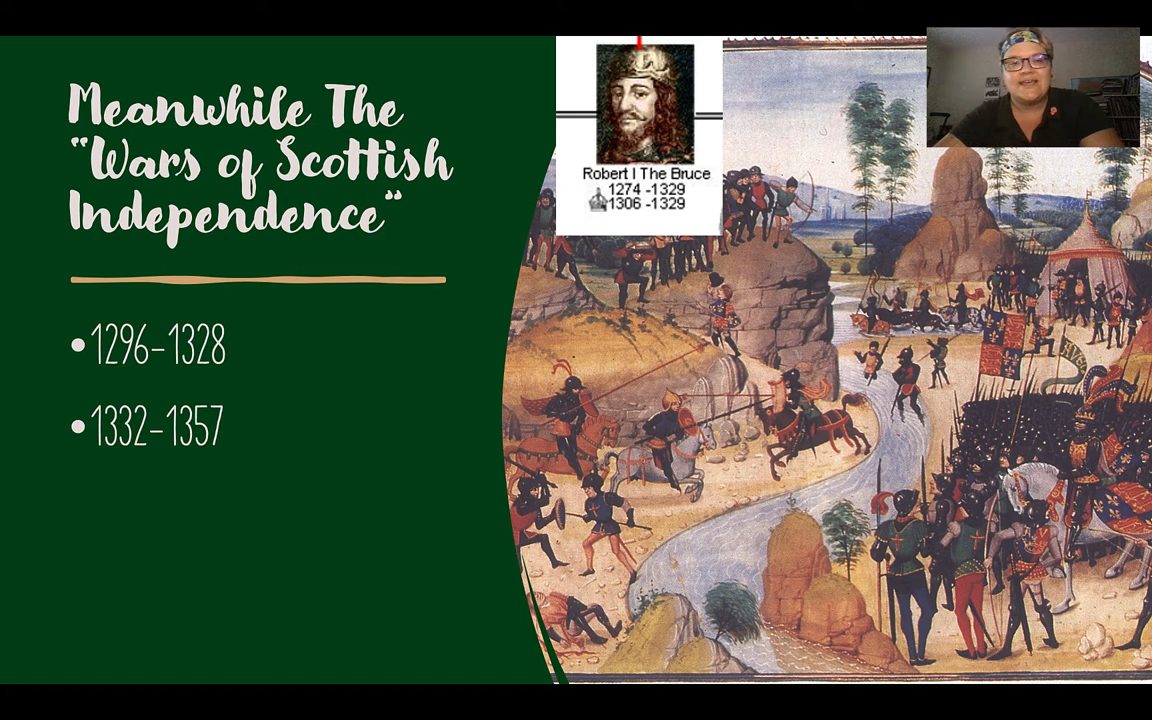 Meanwhile The
"Wars of Scottish
Independence"
•1296-1328
•1332-1357
Robert I The Bruce
1274 -1329
1306 -1329